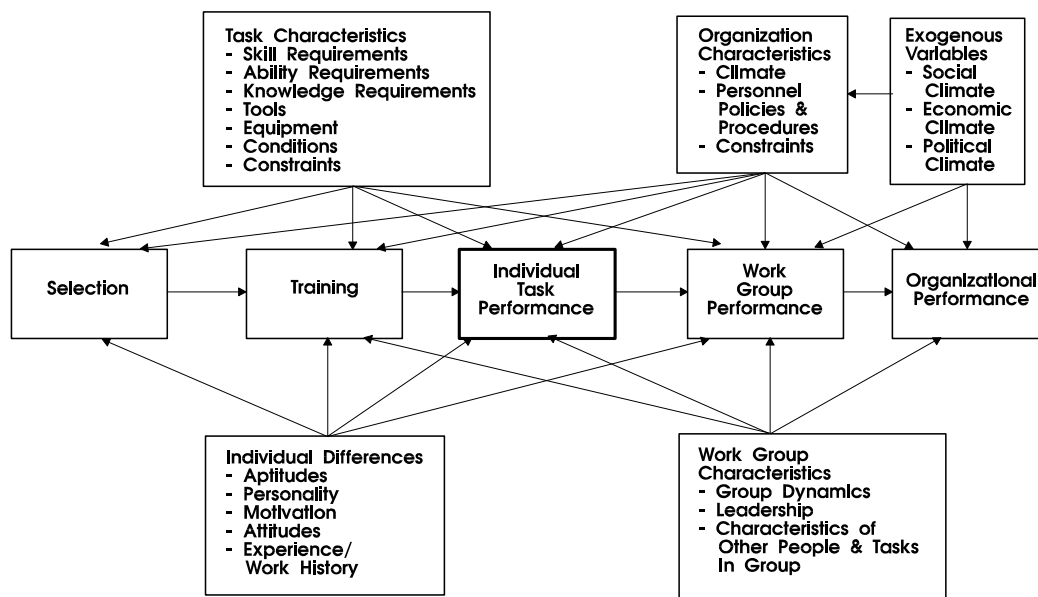 Task Characteristics
- Skill Requirements
- Ability Requirements
- Knowledge Requirements
- Tools
- Equipment
- Conditions
- Constraints
Organization
Characteristics
- Climate
- Personnel
Policies &
Procedures
- Constraints
Exogenous
Variables
- Social
Climate
- Economic
Climate
- Political
Climate
Selection
Training
Individual
Task
Performance
Work
Group
Performance
Organizational
Performance
Individual Differences
- Aptitudes
- Personality
- Motivation
- Attitudes
- Experience/
Work History
Work Group
Characteristics
- Group Dynamics
- Leadership
- Characteristics of
Other People & Tasks
In Group